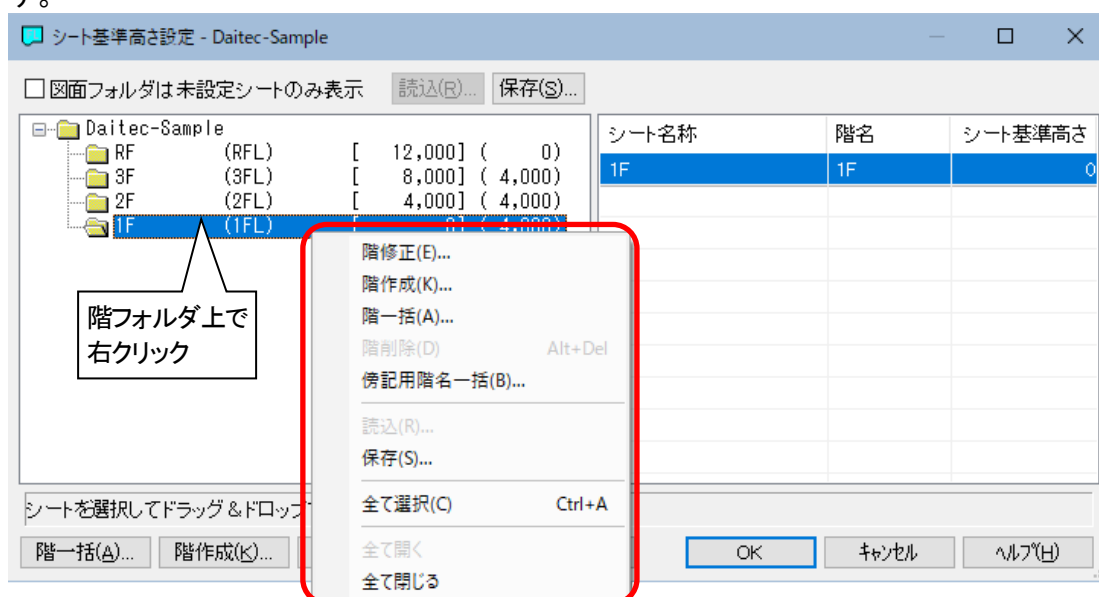 す。
シート基準高さ設定 - Daitec-Sample
図面フォルダは未設定シートのみ表示 読込(R)... 保存(S)...
Daitec-Sample
RF (RFL) [ 12,000] ( 0)
3F (3FL) [ 8,000] ( 4,000)
2F (2FL) [ 4,000] ( 4,000)
1F (1FL) [ 0] ( 4,000)
シート名称 階名 シート基準高さ
1F 1F 0
階フォルダ上で
右クリック
階修正(E)...
階作成(K)...
階一括(A)...
階削除(D) Alt+Del
傍記用階名一括(B)...
読込(R)...
保存(S)...
全て選択(C) Ctrl+A
全て開く
全て閉じる
シートを選択してドラッグ&ドロップ
階一括(A)... 階作成(K)... OK キャンセル ヘルプ(H)